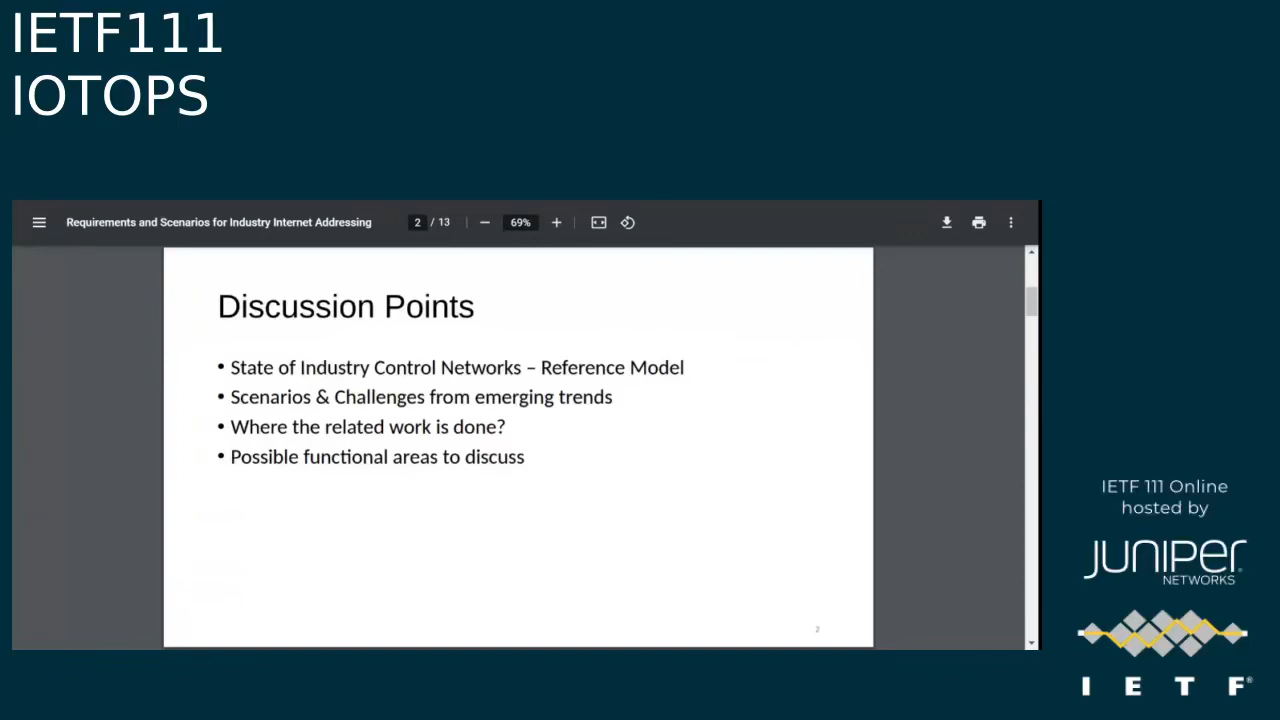 IETF111
IOTOPS
Requirements and Scenarios for Industry Internet Addressing 2 / 13 69%
Discussion Points
• State of Industry Control Networks – Reference Model
• Scenarios & Challenges from emerging trends
• Where the related work is done?
• Possible functional areas to discuss
2
IETF 111 Online
hosted by
JUNIPER
NETWORKS
I E T F®